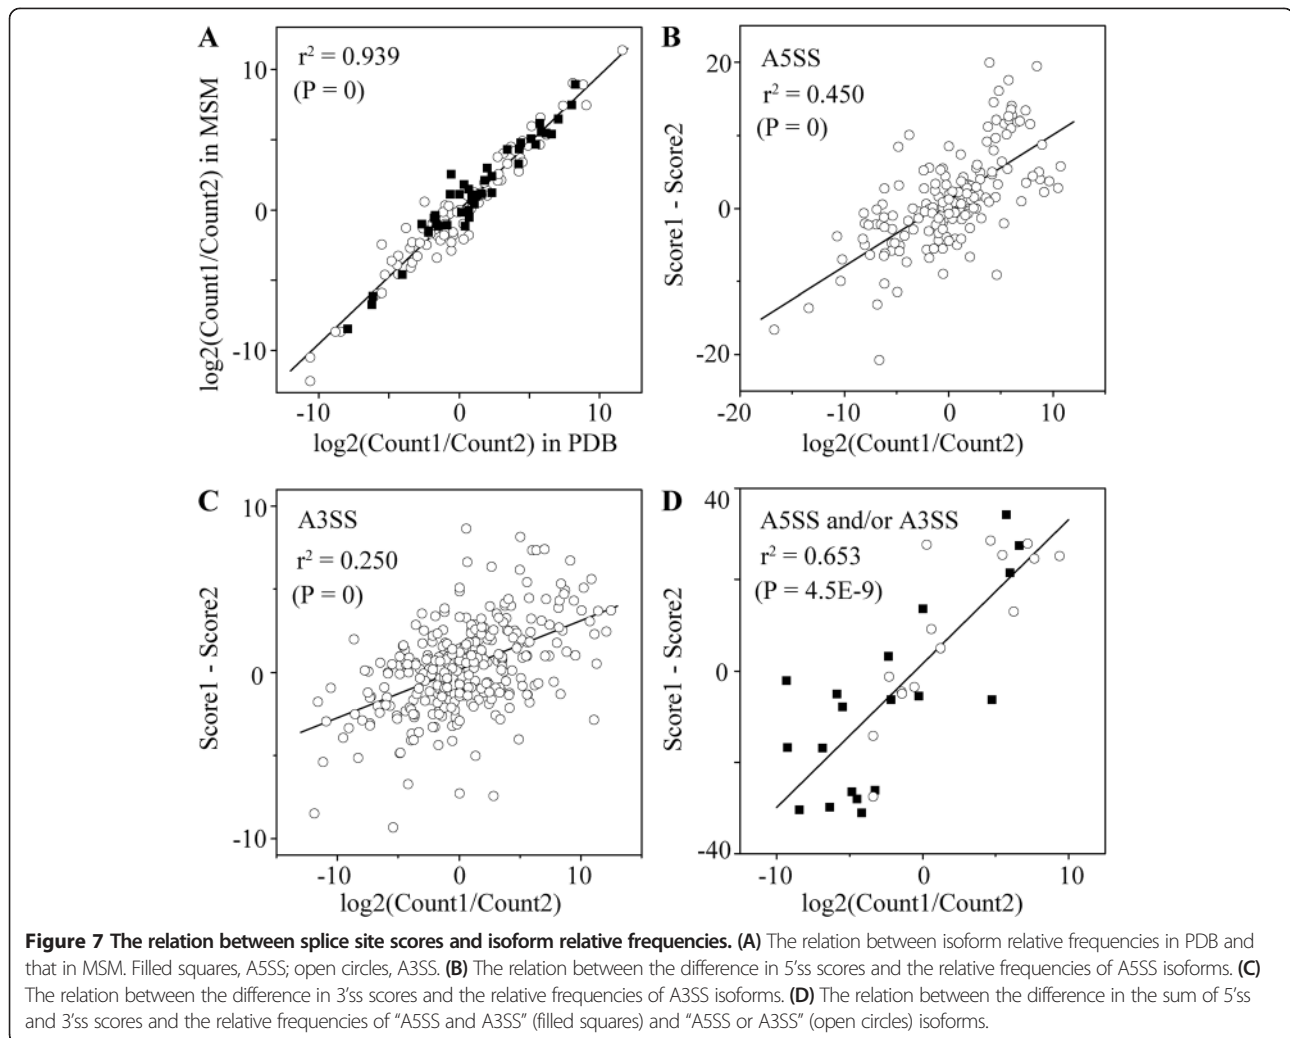 A
r² = 0.939
(P = 0)
10
0
-10
log2(Count1/Count2) in MSM
-10 0 10
log2(Count1/Count2) in PDB
B
A5SS
r² = 0.450
(P = 0)
20
0
-20
Score1 - Score2
-20 -10 0 10
log2(Count1/Count2)
C
A3SS
r² = 0.250
(P = 0)
10
0
-10
Score1 - Score2
-10 0 10
log2(Count1/Count2)
D
A5SS and/or A3SS
r² = 0.653
(P = 4.5E-9)
40
0
-40
Score1 - Score2
-10 0 10
log2(Count1/Count2)
Figure 7 The relation between splice site scores and isoform relative frequencies. (A) The relation between isoform relative frequencies in PDB and
that in MSM. Filled squares, A5SS; open circles, A3SS. (B) The relation between the difference in 5’ss scores and the relative frequencies of A5SS isoforms. (C)
The relation between the difference in 3’ss scores and the relative frequencies of A3SS isoforms. (D) The relation between the difference in the sum of 5’ss
and 3’ss scores and the relative frequencies of “A5SS and A3SS” (filled squares) and “A5SS or A3SS” (open circles) isoforms.